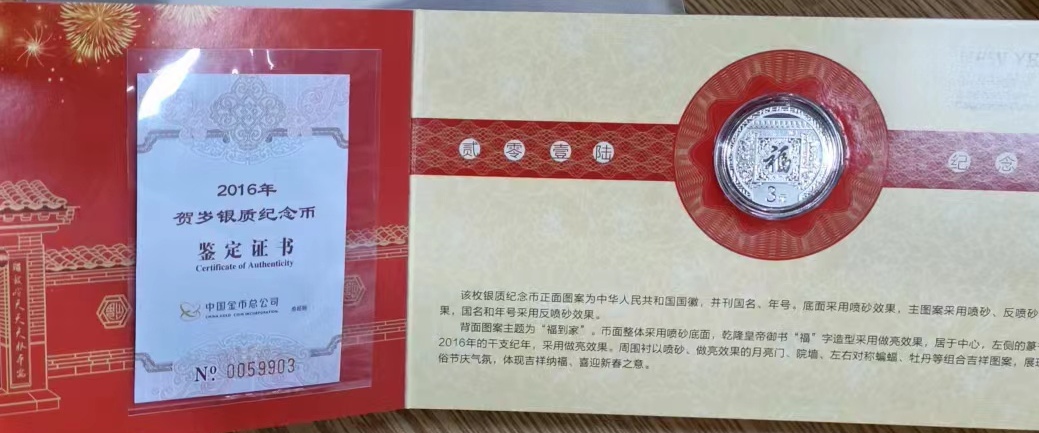 2016年
贺岁银质纪念币
鉴定证书
Certificate of Authenticity
中国金币总公司
CHINA GOLD COIN INCORPORATION
No. 0059903
贰零壹陆
福
3元
纪念
该枚银质纪念币正面图案为中华人民共和国国徽，并刊国名、年号。底面采用喷砂效果，主图案采用喷砂、反喷砂
果，国名和年号采用反喷砂效果。
背面图案主题为“福到家”。币面整体采用喷砂底面，乾隆皇帝御书“福”字造型采用做亮效果，居于中心，左侧的篆
2016年的干支纪年，采用做亮效果。周围衬以喷砂、做亮效果的月亮门、院墙、左右对称蝙蝠、牡丹等组合吉祥图案，展
俗节庆气氛，体现吉祥纳福、喜迎新春之意。